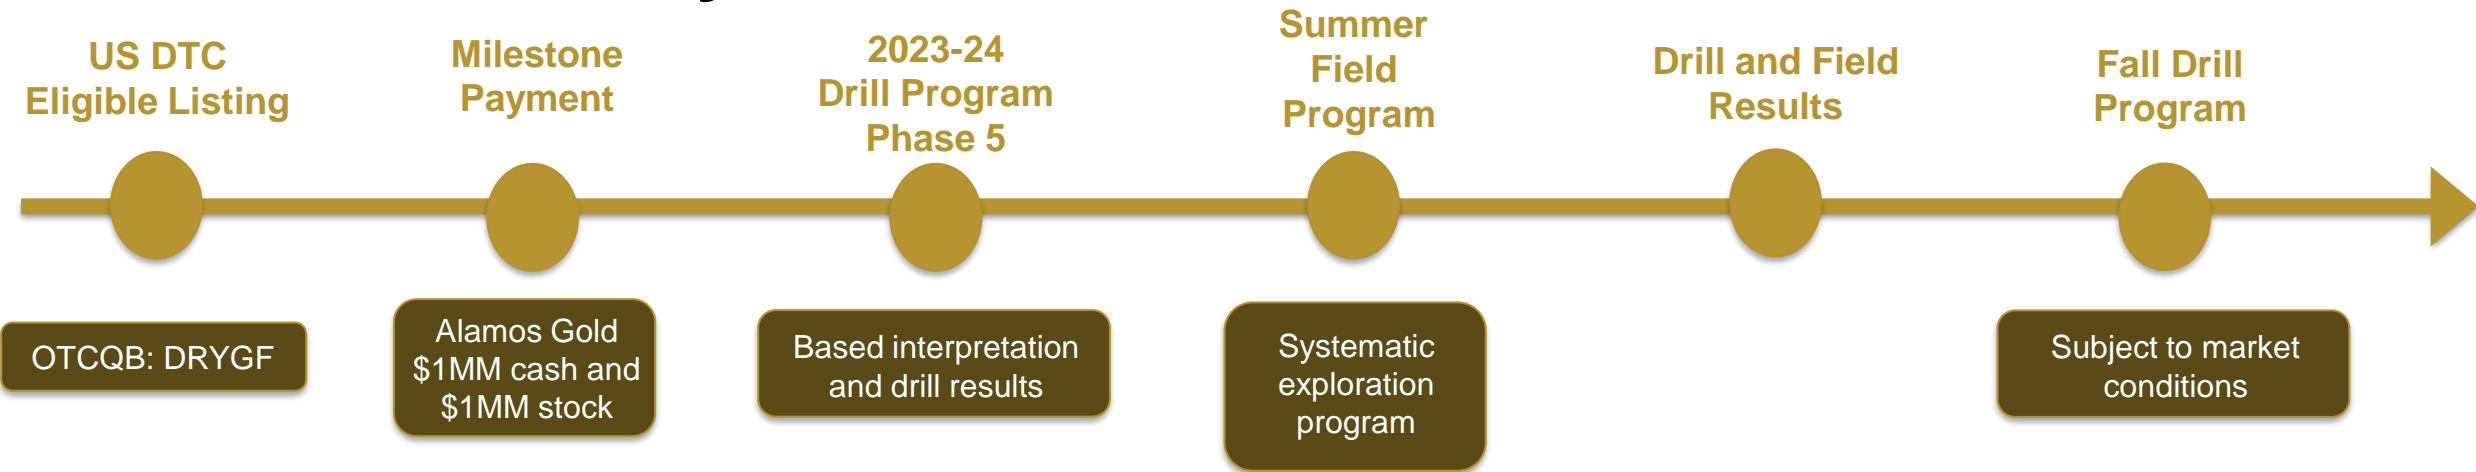 US DTC
Eligible Listing
Milestone
Payment
2023-24
Drill Program
Phase 5
Summer
Field
Program
Drill and Field
Results
Fall Drill
Program
OTCQB: DRYGF
Alamos Gold
$1MM cash and
$1MM stock
Based interpretation
and drill results
Systematic
exploration
program
Subject to market
conditions